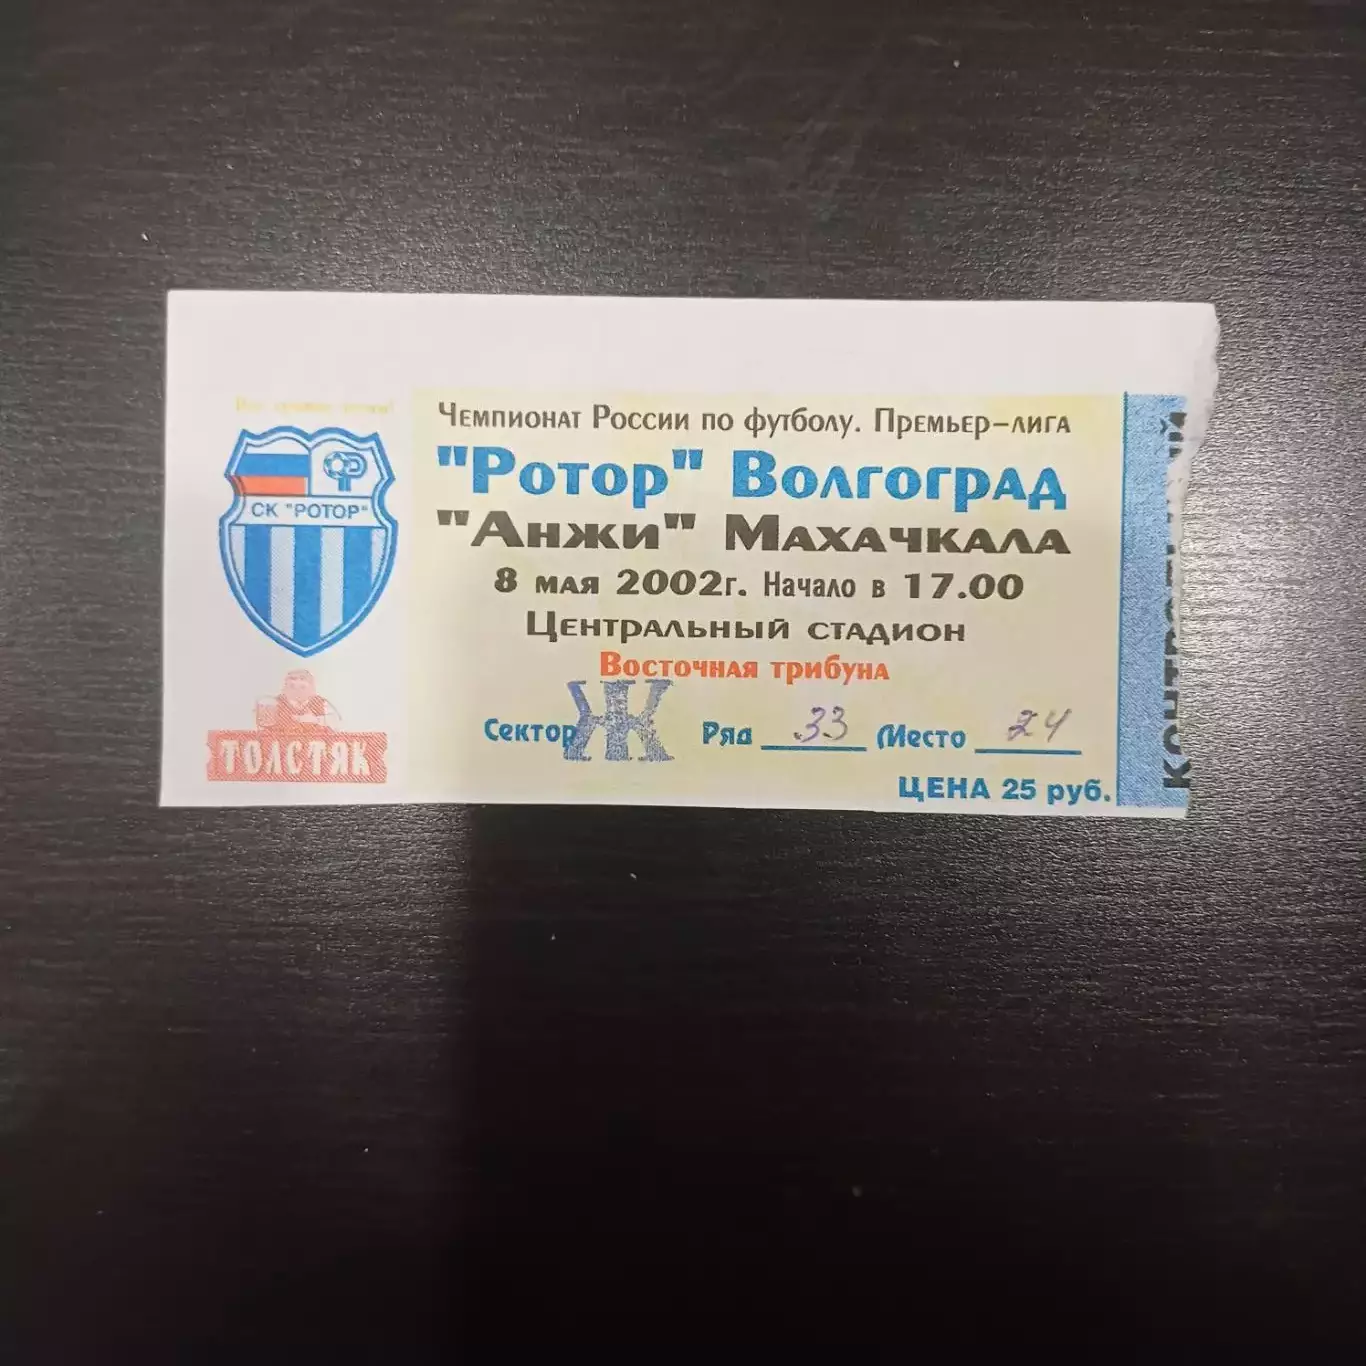 Чемпионат России по футболу. Премьер-лига
"Ротор" Волгоград
"Анжи" Махачкала
8 мая 2002г. Начало в 17.00
Центральный стадион
Восточная трибуна
Сектор Ж Ряд 33 Место 24
ЦЕНА 25 руб.
СК "РОТОР"
ТОЛСТЯК